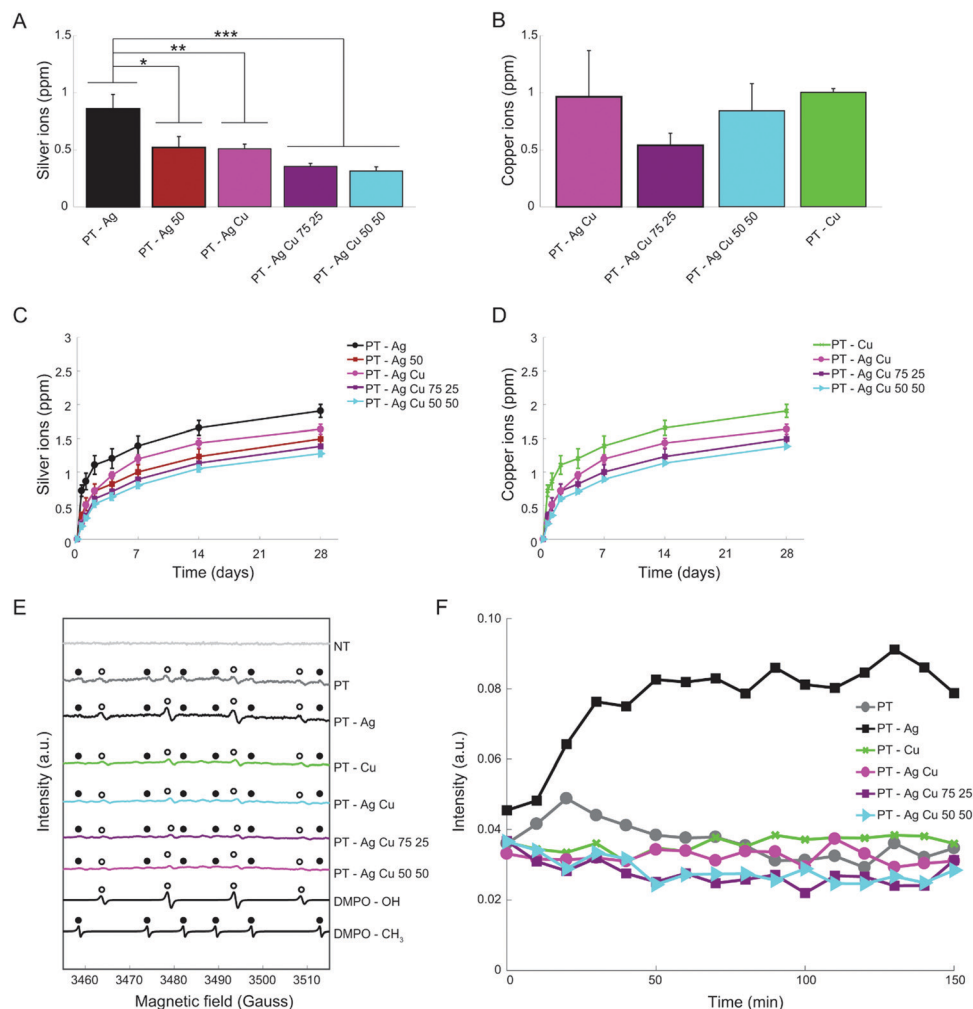 A
Silver ions (ppm)
1.5
1
0.5
0
*
**
***
PT - Ag
PT - Ag 50
PT - Ag Cu
PT - Ag Cu 75 25
PT - Ag Cu 50 50
B
Copper ions (ppm)
1.5
1
0.5
0
PT - Ag Cu
PT - Ag Cu 75 25
PT - Ag Cu 50 50
PT - Cu
C
Silver ions (ppm)
3
2.5
2
1.5
1
0.5
0
0 7 14 21 28
Time (days)
PT - Ag
PT - Ag 50
PT - Ag Cu
PT - Ag Cu 75 25
PT - Ag Cu 50 50
D
Copper ions (ppm)
3
2.5
2
1.5
1
0.5
0
0 7 14 21 28
Time (days)
PT - Cu
PT - Ag Cu
PT - Ag Cu 75 25
PT - Ag Cu 50 50
E
Intensity (a.u.)
NT
PT
PT - Ag
PT - Cu
PT - Ag Cu
PT - Ag Cu 75 25
PT - Ag Cu 50 50
DMPO - OH
DMPO - CH₃
3460 3470 3480 3490 3500 3510
Magnetic field (Gauss)
F
Intensity (a.u.)
0.10
0.08
0.06
0.04
0.02
0
0 50 100 150
Time (min)
PT
PT - Ag
PT - Cu
PT - Ag Cu
PT - Ag Cu 75 25
PT - Ag Cu 50 50